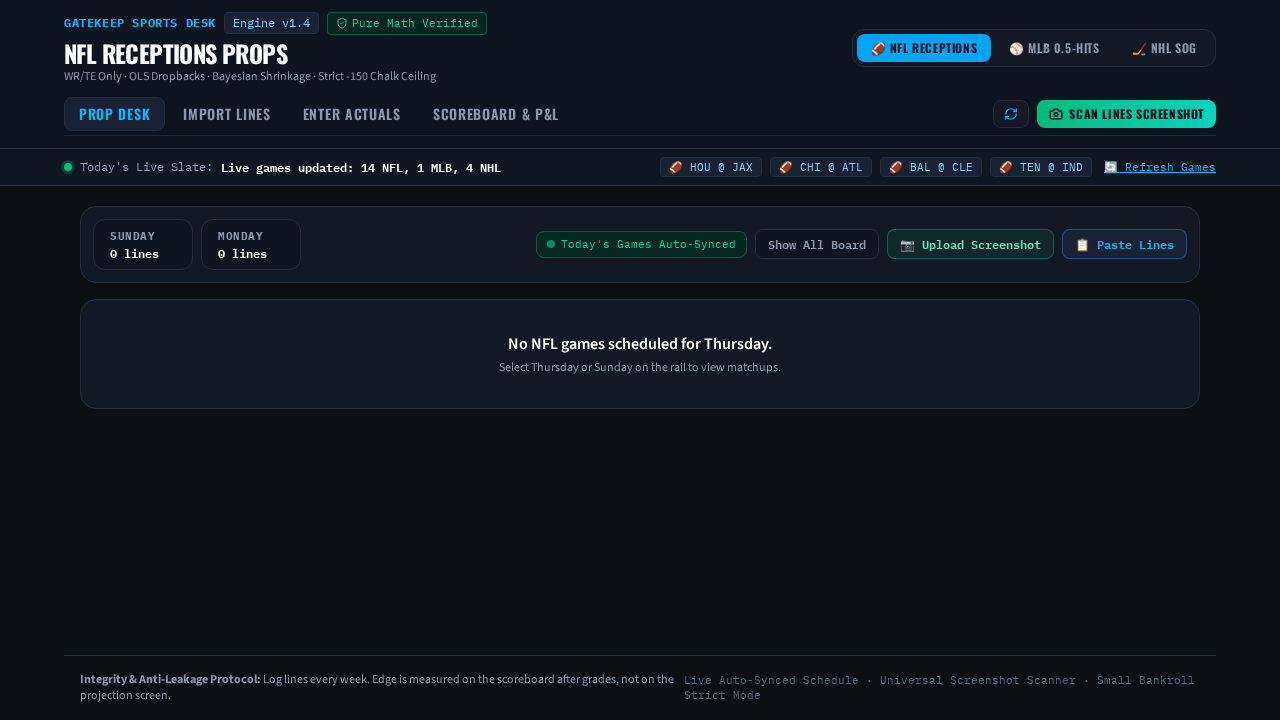 GATEKEEP SPORTS DESK Engine v1.4 Pure Math Verified
NFL RECEPTIONS PROPS
WR/TE Only · OLS Dropbacks · Bayesian Shrinkage · Strict -150 Chalk Ceiling
🏈 NFL RECEPTIONS ⚾ MLB 0.5-HITS 🏒 NHL SOG
PROP DESK IMPORT LINES ENTER ACTUALS SCOREBOARD & P&L
SCAN LINES SCREENSHOT
Today's Live Slate: Live games updated: 14 NFL, 1 MLB, 4 NHL
🏈 HOU @ JAX 🏈 CHI @ ATL 🏈 BAL @ CLE 🏈 TEN @ IND 🔄 Refresh Games
SUNDAY
0 lines
MONDAY
0 lines
Today's Games Auto-Synced Show All Board 📷 Upload Screenshot 📋 Paste Lines
No NFL games scheduled for Thursday.
Select Thursday or Sunday on the rail to view matchups.
Integrity & Anti-Leakage Protocol: Log lines every week. Edge is measured on the scoreboard after grades, not on the
projection screen.
Live Auto-Synced Schedule · Universal Screenshot Scanner · Small Bankroll
Strict Mode